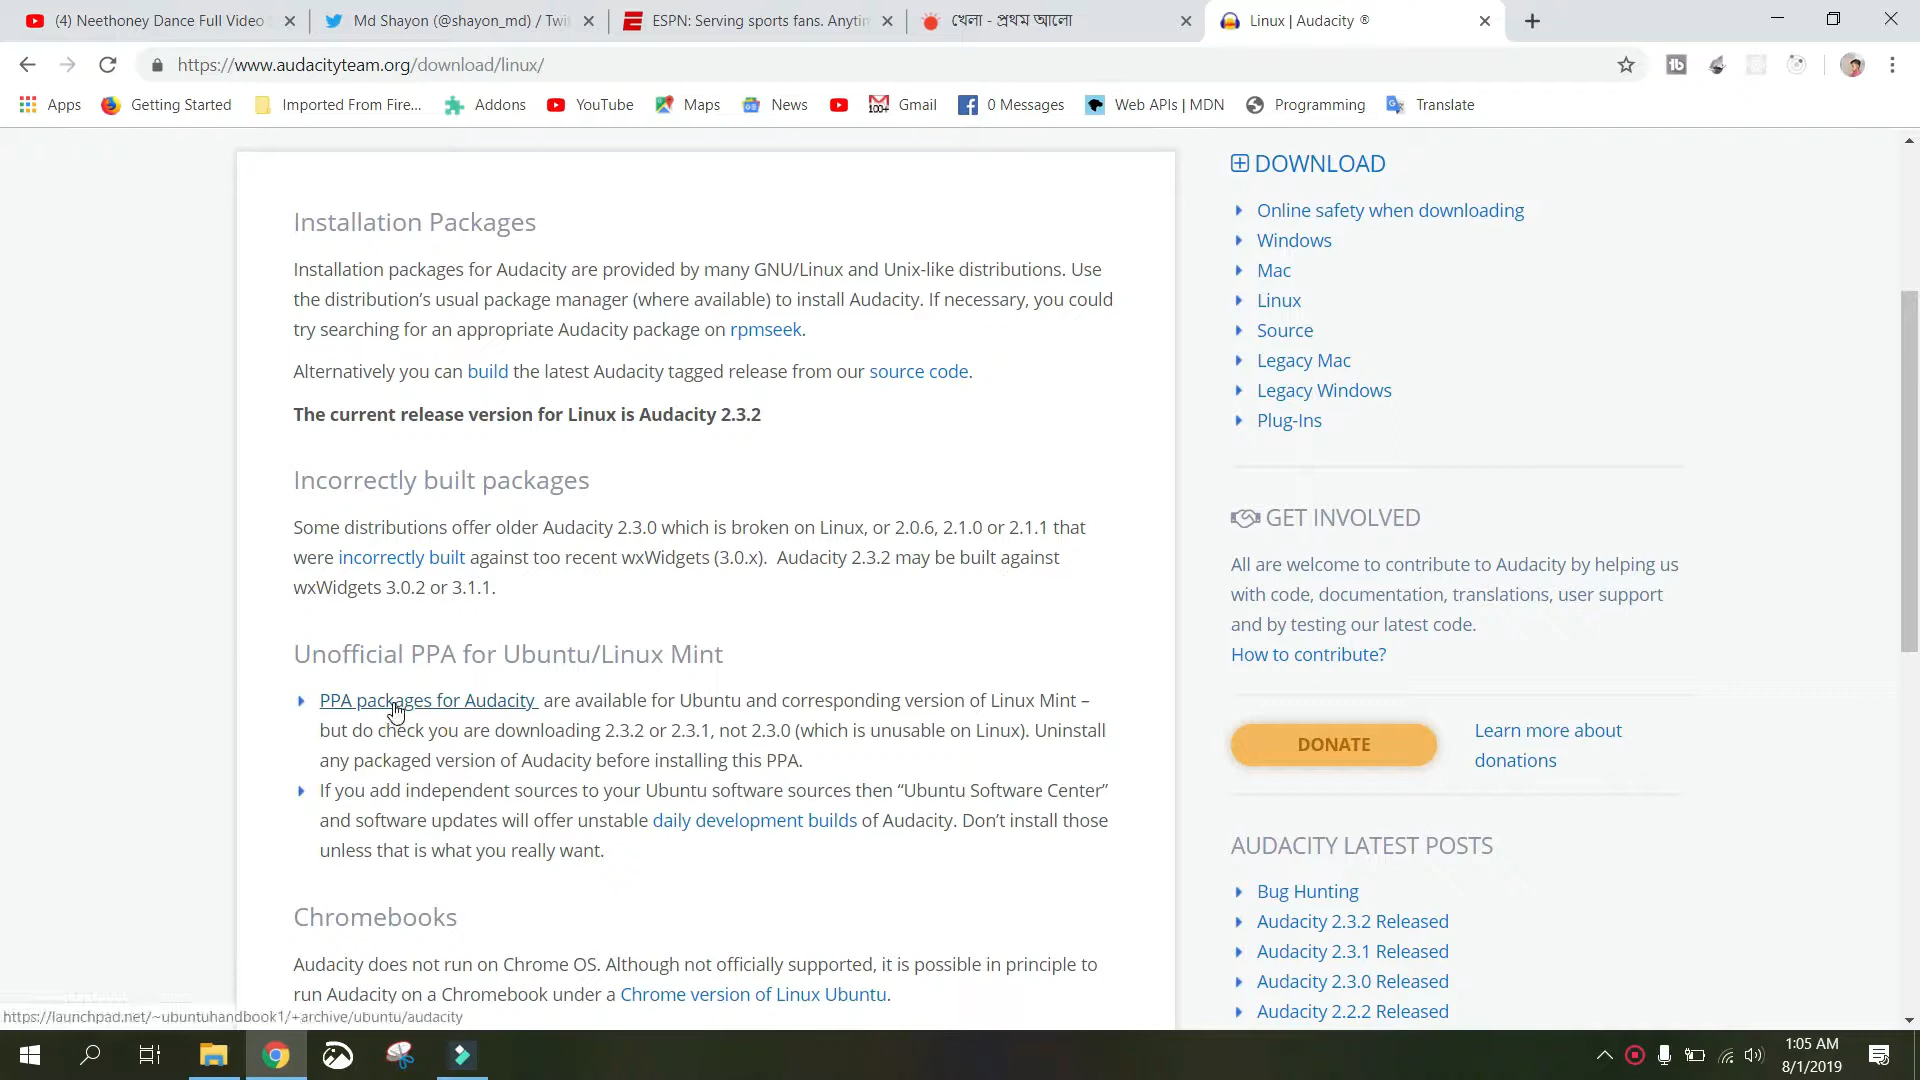 (4) Neethoney Dance Full Video
Md Shayon (@shayon_md) / Twi
ESPN: Serving sports fans. Anytim
খেলা - প্রথম আলো
Linux | Audacity ®
https://www.audacityteam.org/download/linux/
Apps
Getting Started
Imported From Fire...
Addons
YouTube
Maps
News
100+
Gmail
0 Messages
Web APIs | MDN
Programming
Translate
Installation Packages
Installation packages for Audacity are provided by many GNU/Linux and Unix-like distributions. Use
the distribution’s usual package manager (where available) to install Audacity. If necessary, you could
try searching for an appropriate Audacity package on rpmseek.
Alternatively you can build the latest Audacity tagged release from our source code.
The current release version for Linux is Audacity 2.3.2
Incorrectly built packages
Some distributions offer older Audacity 2.3.0 which is broken on Linux, or 2.0.6, 2.1.0 or 2.1.1 that
were incorrectly built against too recent wxWidgets (3.0.x). Audacity 2.3.2 may be built against
wxWidgets 3.0.2 or 3.1.1.
Unofficial PPA for Ubuntu/Linux Mint
PPA packages for Audacity are available for Ubuntu and corresponding version of Linux Mint –
but do check you are downloading 2.3.2 or 2.3.1, not 2.3.0 (which is unusable on Linux). Uninstall
any packaged version of Audacity before installing this PPA.
If you add independent sources to your Ubuntu software sources then “Ubuntu Software Center”
and software updates will offer unstable daily development builds of Audacity. Don’t install those
unless that is what you really want.
Chromebooks
Audacity does not run on Chrome OS. Although not officially supported, it is possible in principle to
run Audacity on a Chromebook under a Chrome version of Linux Ubuntu.
DOWNLOAD
Online safety when downloading
Windows
Mac
Linux
Source
Legacy Mac
Legacy Windows
Plug-Ins
GET INVOLVED
All are welcome to contribute to Audacity by helping us
with code, documentation, translations, user support
and by testing our latest code.
How to contribute?
DONATE
Learn more about
donations
AUDACITY LATEST POSTS
Bug Hunting
Audacity 2.3.2 Released
Audacity 2.3.1 Released
Audacity 2.3.0 Released
Audacity 2.2.2 Released
https://launchpad.net/~ubuntuhandbook1/+archive/ubuntu/audacity
1:05 AM
8/1/2019